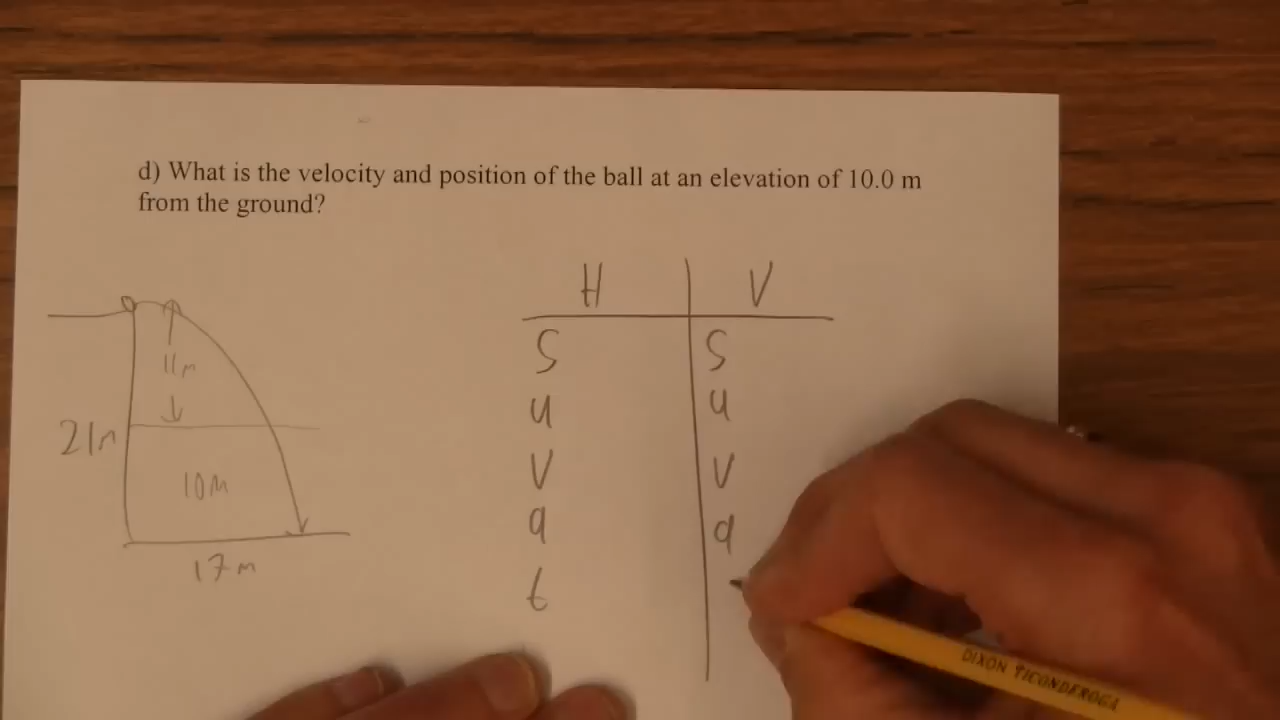 d) What is the velocity and position of the ball at an elevation of 10.0 m
from the ground?
H V
S S
u u
v v
a a
t
11m
21m
10m
17m
DIXON TICONDEROGA